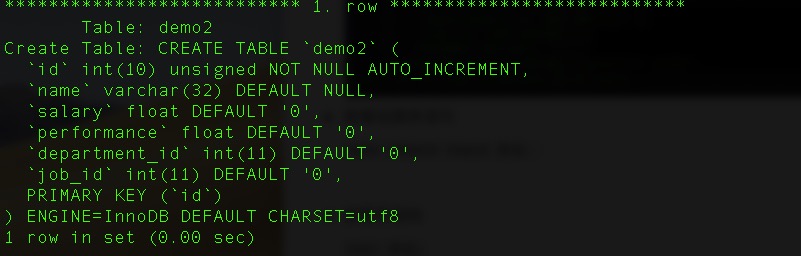 *************************** 1. row ***************************
Table: demo2
Create Table: CREATE TABLE `demo2` (
`id` int(10) unsigned NOT NULL AUTO_INCREMENT,
`name` varchar(32) DEFAULT NULL,
`salary` float DEFAULT '0',
`performance` float DEFAULT '0',
`department_id` int(11) DEFAULT '0',
`job_id` int(11) DEFAULT '0',
PRIMARY KEY (`id`)
) ENGINE=InnoDB DEFAULT CHARSET=utf8
1 row in set (0.00 sec)